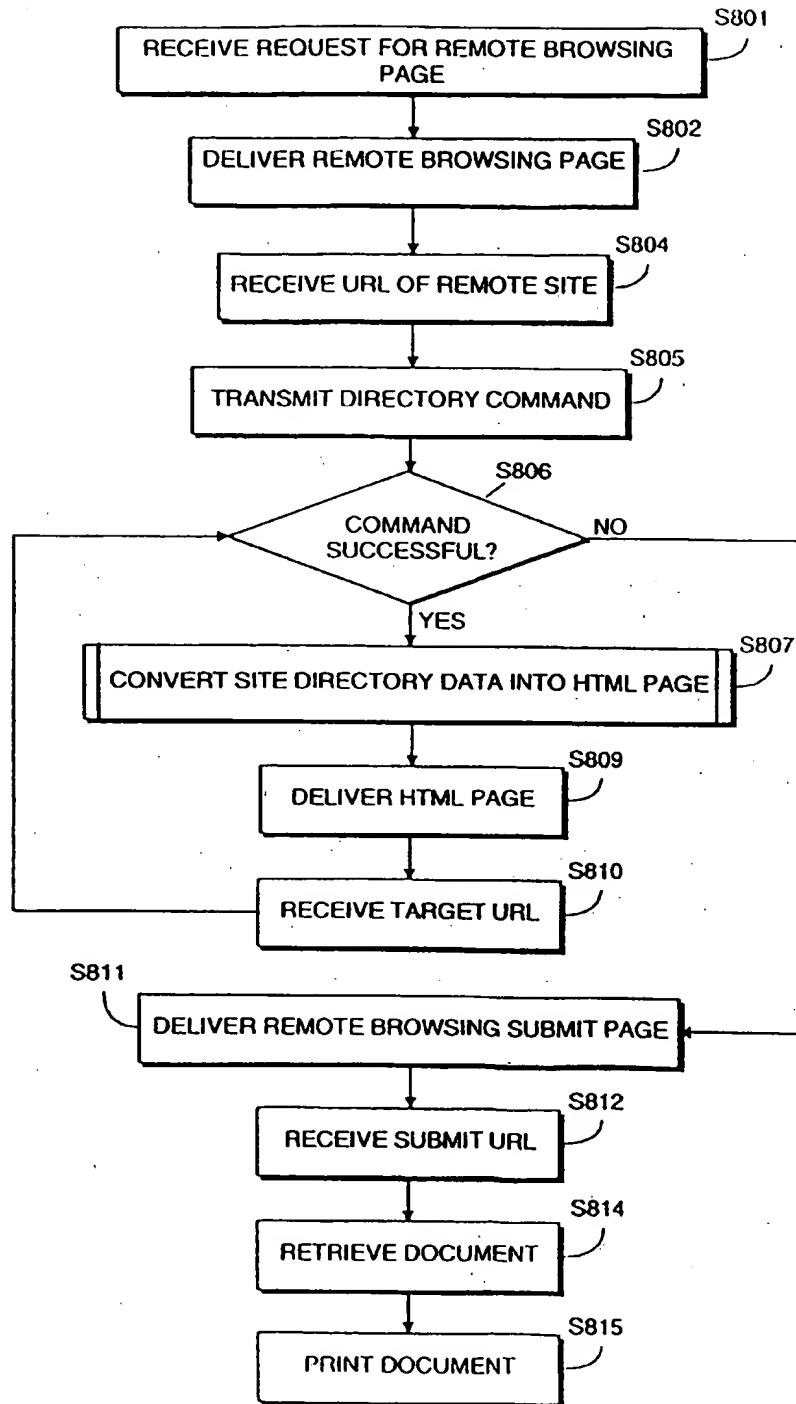 S801
RECEIVE REQUEST FOR REMOTE BROWSING
PAGE
S802
DELIVER REMOTE BROWSING PAGE
S804
RECEIVE URL OF REMOTE SITE
S805
TRANSMIT DIRECTORY COMMAND
S806
COMMAND
SUCCESSFUL?
NO
YES
S807
CONVERT SITE DIRECTORY DATA INTO HTML PAGE
S809
DELIVER HTML PAGE
S810
RECEIVE TARGET URL
S811
DELIVER REMOTE BROWSING SUBMIT PAGE
S812
RECEIVE SUBMIT URL
S814
RETRIEVE DOCUMENT
S815
PRINT DOCUMENT